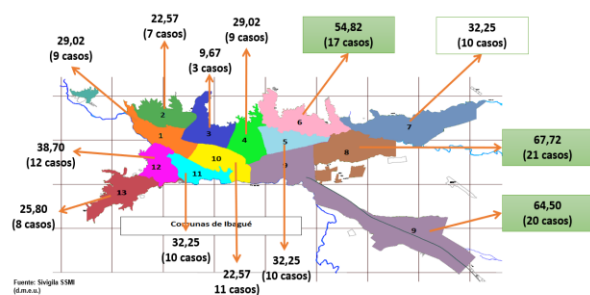 22,57
(7 casos)
29,02
(9 casos)
54,82
(17 casos)
32,25
(10 casos)
29,02
(9 casos)
9,67
(3 casos)
2
6
7
1
3
4
5
67,72
(21 casos)
38,70
(12 casos)
10
8
12
11
9
13
25,80
(8 casos)
Comunas de Ibagué
9
64,50
(20 casos)
32,25
(10 casos)
22,57
11 casos)
32,25
(10 casos)
Fuente: Sivigila SSMI
(d.m.e.u.)